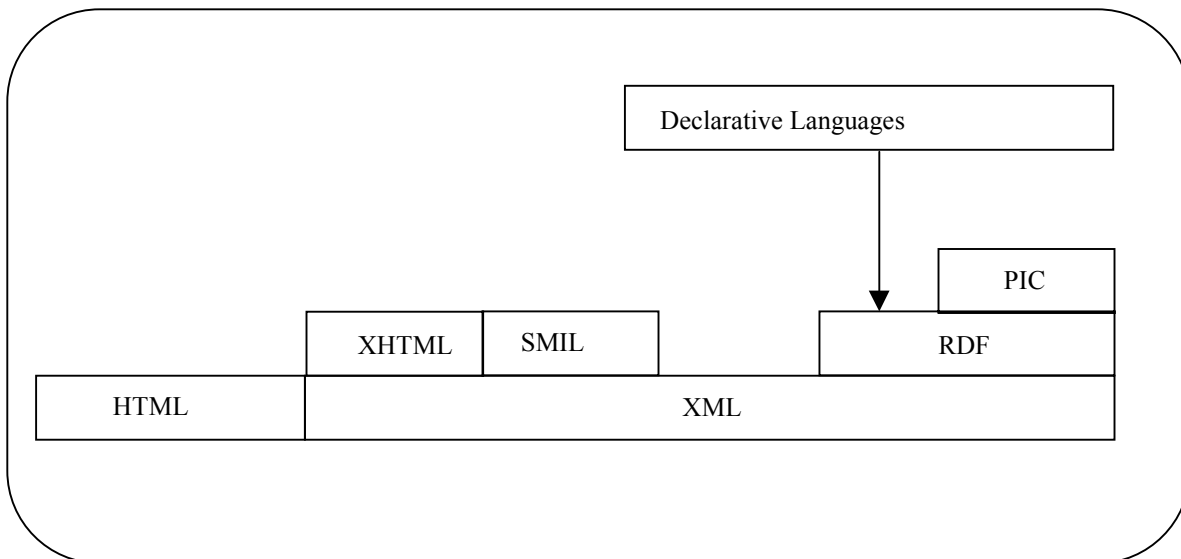 Declarative Languages
PIC
XHTML
SMIL
RDF
HTML
XML